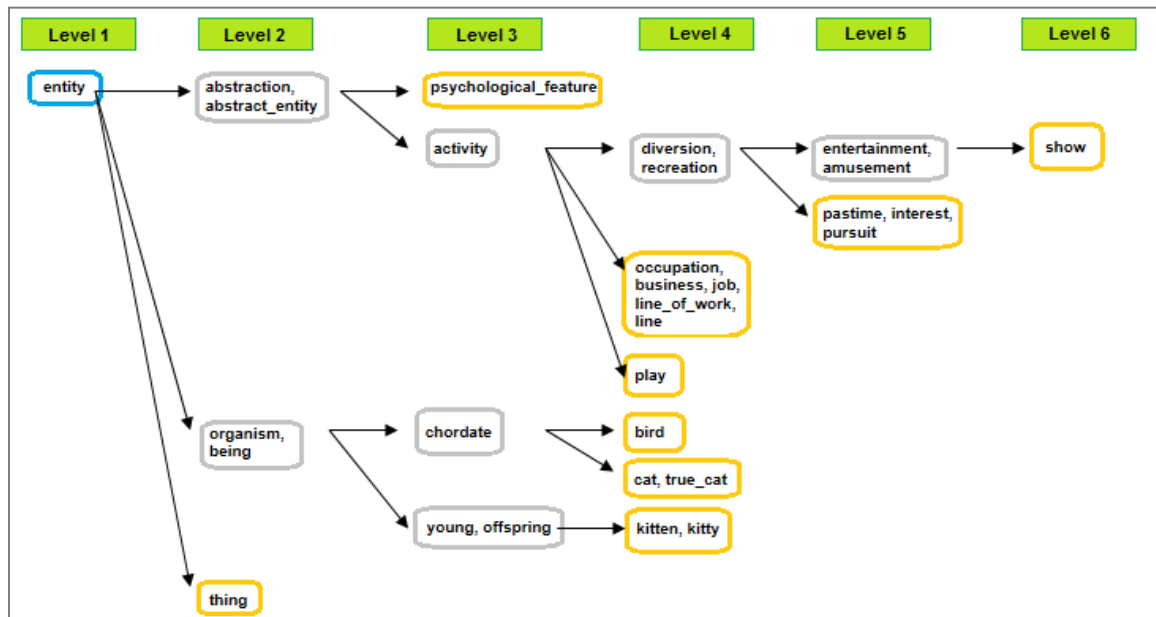 Level 1 Level 2 Level 3 Level 4 Level 5 Level 6
entity
abstraction,
abstract_entity
psychological_feature
activity
diversion,
recreation
entertainment,
amusement
show
pastime, interest,
pursuit
occupation,
business, job,
line_of_work,
line
play
organism,
being
chordate
bird
cat, true_cat
young, offspring
kitten, kitty
thing